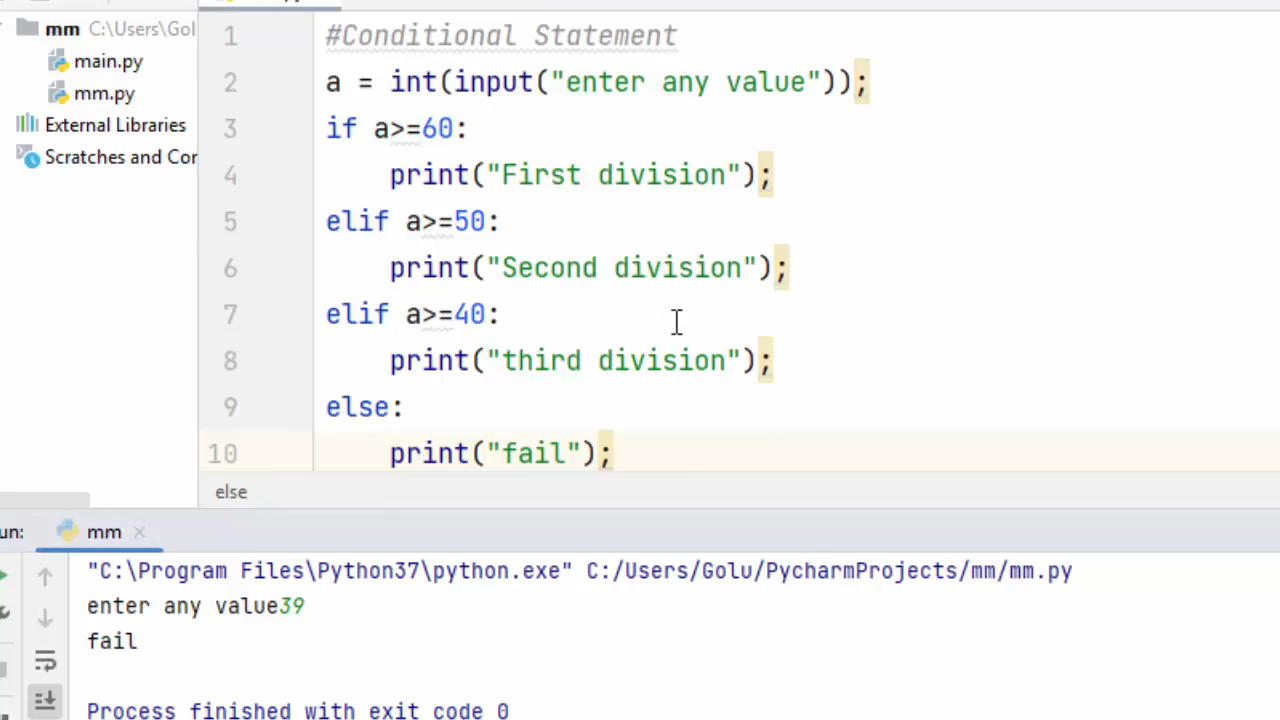 mm C:\Users\Gol
main.py
mm.py
External Libraries
Scratches and Cor
1 #Conditional Statement
2 a = int(input("enter any value"));
3 if a>=60:
4 print("First division");
5 elif a>=50:
6 print("Second division");
7 elif a>=40:
8 print("third division");
9 else:
10 print("fail");
else
un: mm
"C:\Program Files\Python37\python.exe" C:/Users/Golu/PycharmProjects/mm/mm.py
enter any value39
fail
Process finished with exit code 0